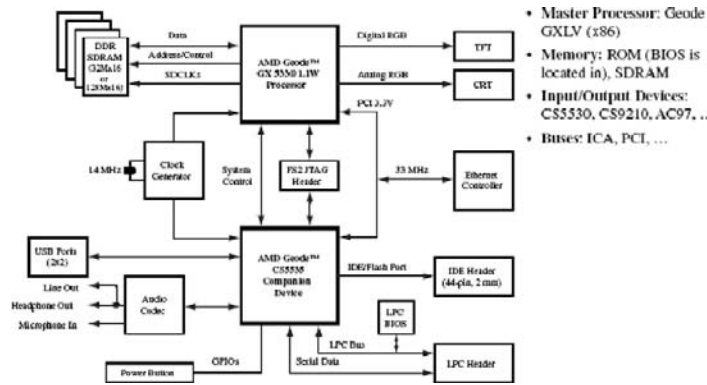 DDR
SDRAM
(32Mx16
or
128Mx16)
Data
Address/Control
SDCLKs
AMD Geode™
GX 533@1.1W
Processor
Digital RGB
TFT
Analog RGB
CRT
PCI 3.3V
14 MHz
Clock
Generator
System
Control
FS2 JTAG
Header
33 MHz
Ethernet
Controller
USB Ports
(2x2)
AMD Geode™
CS5535
Companion
Device
IDE/Flash Port
IDE Header
(44-pin, 2 mm)
Line Out
Headphone Out
Microphone In
Audio
Codec
LPC
BIOS
LPC Bus
Serial Data
LPC Header
GPIOs
Power Button
• Master Processor: Geode
GXLV (x86)
• Memory: ROM (BIOS is
located in), SDRAM
• Input/Output Devices:
CS5530, CS9210, AC97, ..
• Buses: ICA, PCI, …